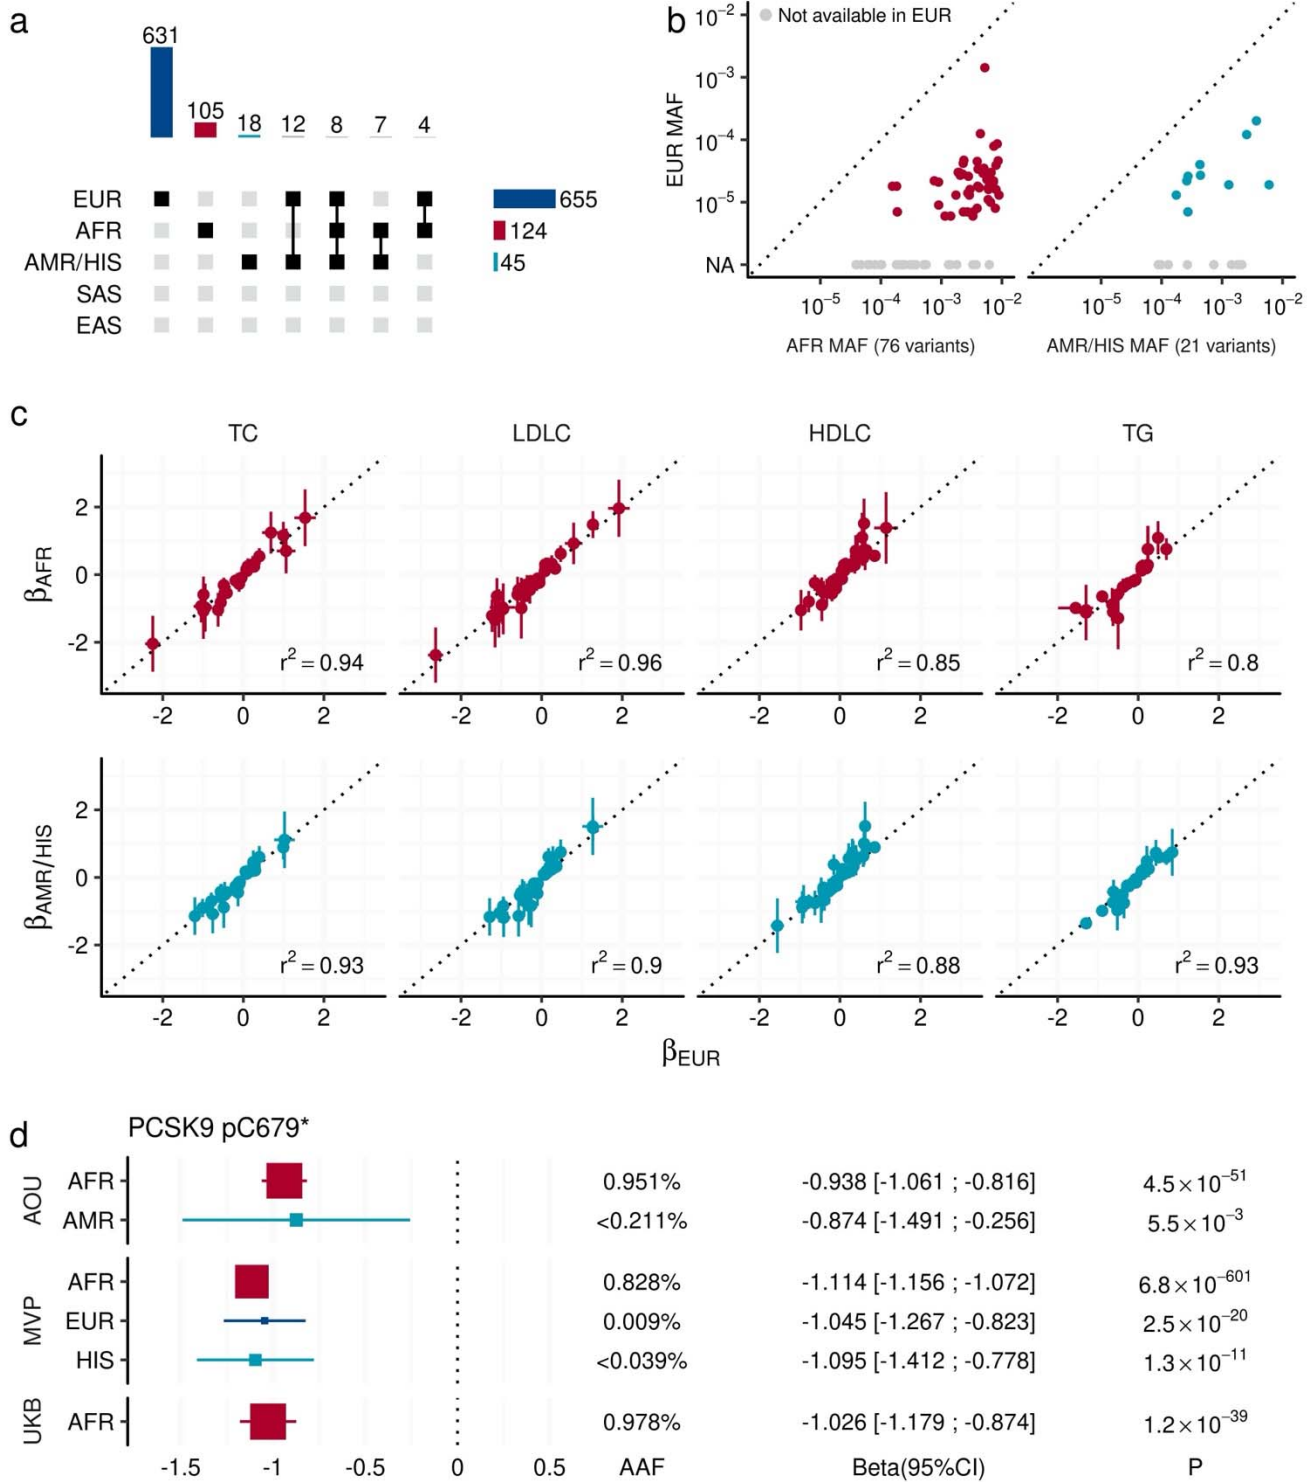 a
631
105
18
12
8
7
4
EUR
AFR
AMR/HIS
SAS
EAS
655
124
45
b
Not available in EUR
EUR MAF
10⁻²
10⁻³
10⁻⁴
10⁻⁵
NA
10⁻⁵ 10⁻⁴ 10⁻³ 10⁻²
10⁻⁵ 10⁻⁴ 10⁻³ 10⁻²
AFR MAF (76 variants)
AMR/HIS MAF (21 variants)
c
TC LDLC HDLC TG
βAFR
2
0
-2
r² = 0.94
r² = 0.96
r² = 0.85
r² = 0.8
-2 0 2 -2 0 2 -2 0 2 -2 0 2
βAMR/HIS
2
0
-2
r² = 0.93
r² = 0.9
r² = 0.88
r² = 0.93
-2 0 2 -2 0 2 -2 0 2 -2 0 2
βEUR
d
PCSK9 pC679*
AOU
AFR 0.951% -0.938 [-1.061 ; -0.816] 4.5×10⁻⁵¹
AMR <0.211% -0.874 [-1.491 ; -0.256] 5.5×10⁻³
MVP
AFR 0.828% -1.114 [-1.156 ; -1.072] 6.8×10⁻⁶⁰¹
EUR 0.009% -1.045 [-1.267 ; -0.823] 2.5×10⁻²⁰
HIS <0.039% -1.095 [-1.412 ; -0.778] 1.3×10⁻¹¹
UKB
AFR 0.978% -1.026 [-1.179 ; -0.874] 1.2×10⁻³⁹
-1.5 -1 -0.5 0 0.5 AAF Beta(95%CI) P